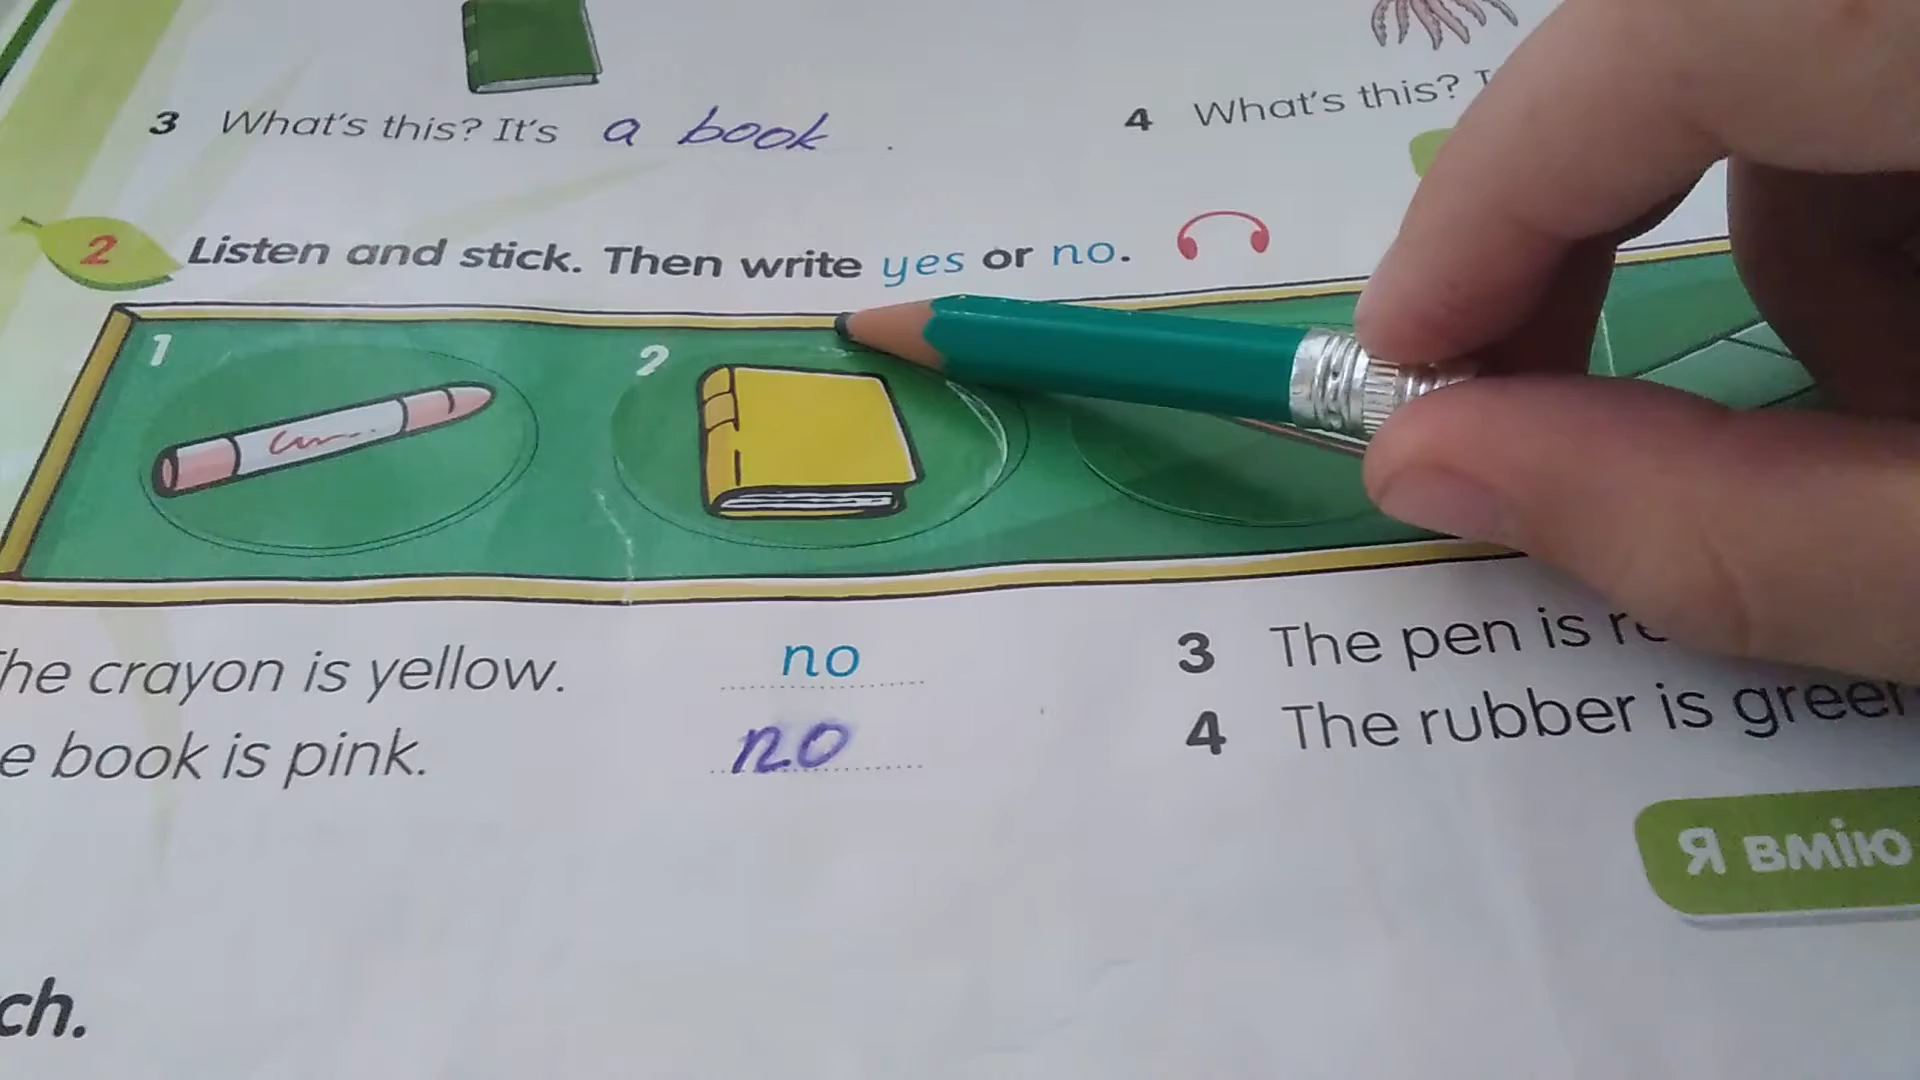 3 What's this? It's a book .
4 What's this?
2 Listen and stick. Then write yes or no.
1
2
he crayon is yellow. no
e book is pink. no
3 The pen is
4 The rubber is green
Я вмію
ch.